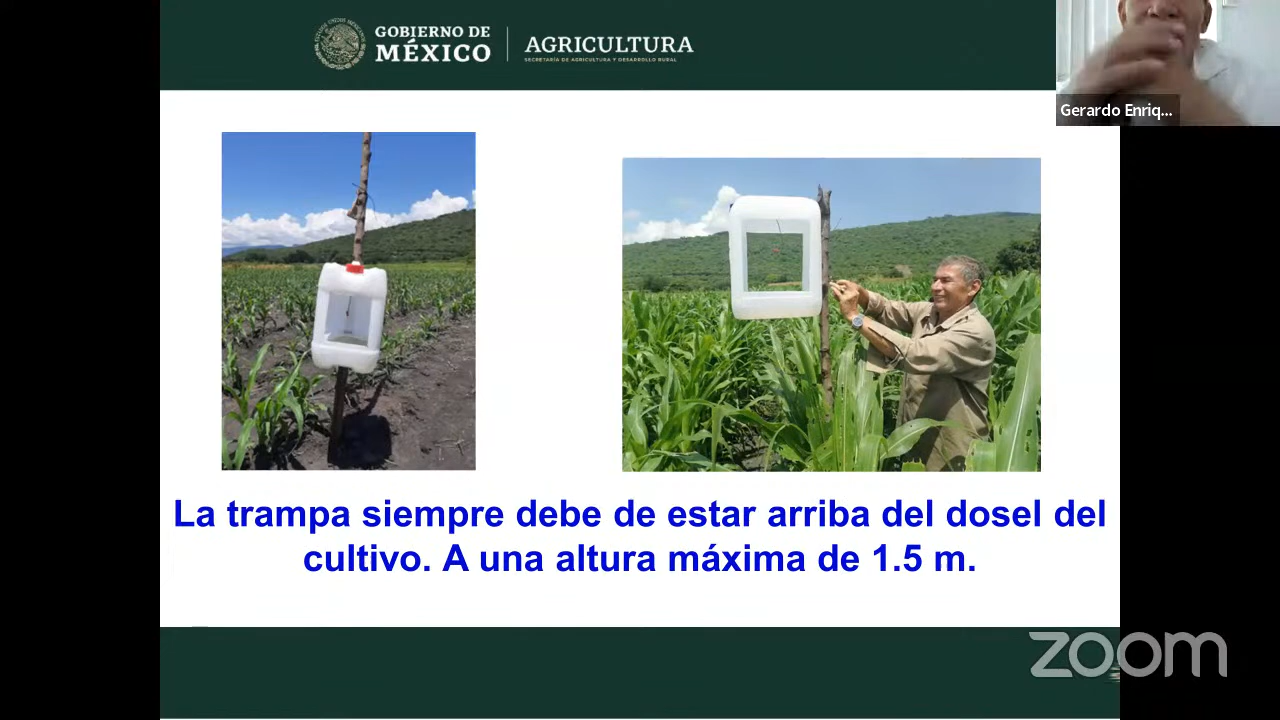 GOBIERNO DE
MÉXICO
AGRICULTURA
SECRETARÍA DE AGRICULTURA Y DESARROLLO RURAL
Gerardo Enriq...
La trampa siempre debe de estar arriba del dosel del
cultivo. A una altura máxima de 1.5 m.
zoom